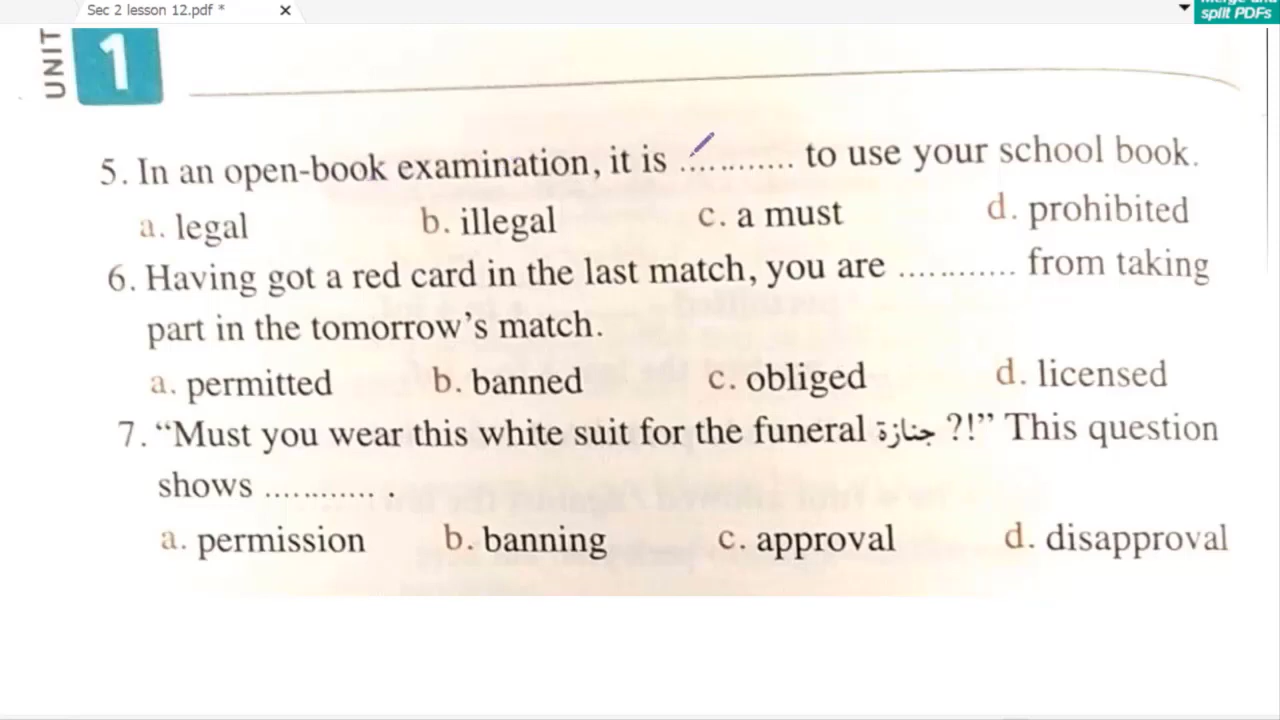 Sec 2 lesson 12.pdf *
split PDFs
UNIT
1
5. In an open-book examination, it is ............ to use your school book.
a. legal b. illegal c. a must d. prohibited
6. Having got a red card in the last match, you are ............ from taking
part in the tomorrow's match.
a. permitted b. banned c. obliged d. licensed
7. “Must you wear this white suit for the funeral جنازة ?!” This question
shows ............ .
a. permission b. banning c. approval d. disapproval